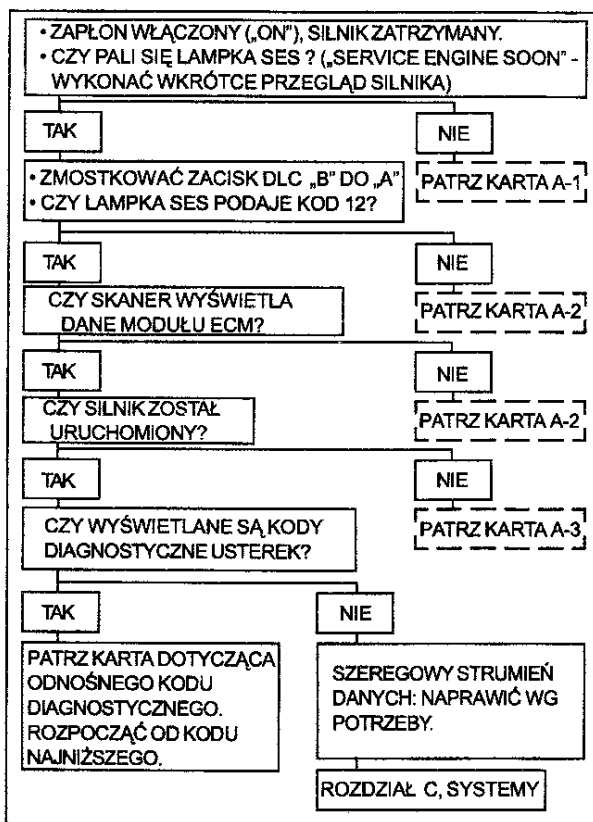 • ZAPŁON WŁĄCZONY („ON”), SILNIK ZATRZYMANY.
• CZY PALI SIĘ LAMPKA SES ? („SERVICE ENGINE SOON” -
WYKONAĆ WKRÓTCE PRZEGLĄD SILNIKA)
TAK
NIE
• ZMOSTKOWAĆ ZACISK DLC „B” DO „A”
• CZY LAMPKA SES PODAJE KOD 12?
PATRZ KARTA A-1
TAK
NIE
CZY SKANER WYŚWIETLA
DANE MODUŁU ECM?
PATRZ KARTA A-2
TAK
NIE
CZY SILNIK ZOSTAŁ
URUCHOMIONY?
PATRZ KARTA A-2
TAK
NIE
CZY WYŚWIETLANE SĄ KODY
DIAGNOSTYCZNE USTEREK?
PATRZ KARTA A-3
TAK
NIE
PATRZ KARTA DOTYCZĄCA
ODNOŚNEGO KODU
DIAGNOSTYCZNEGO.
ROZPOCZĄĆ OD KODU
NAJNIŻSZEGO.
SZEREGOWY STRUMIEŃ
DANYCH: NAPRAWIĆ WG
POTRZEBY.
ROZDZIAŁ C, SYSTEMY